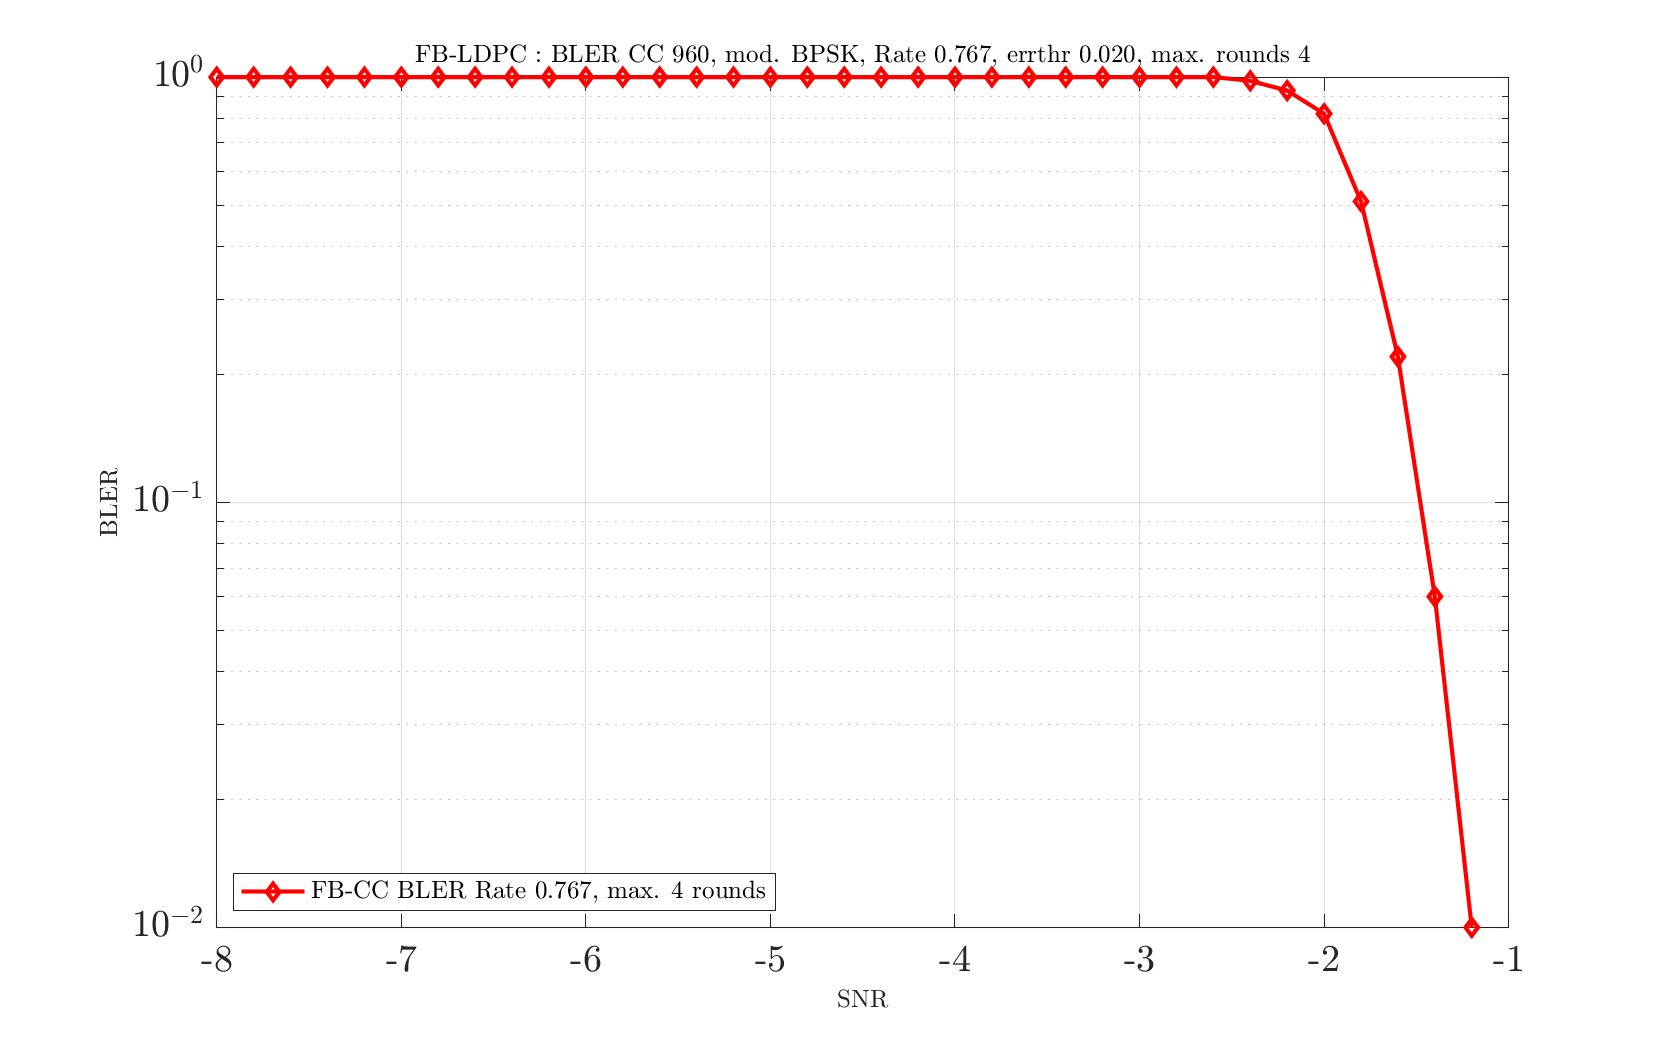 FB-LDPC : BLER CC 960, mod. BPSK, Rate 0.767, errthr 0.020, max. rounds 4
10^0
10^{-1}
10^{-2}
BLER
FB-CC BLER Rate 0.767, max. 4 rounds
-8 -7 -6 -5 -4 -3 -2 -1
SNR